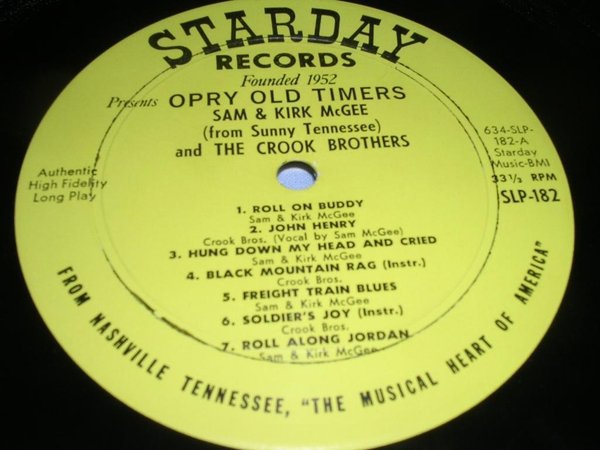 STARDAY
RECORDS
Founded 1952
Presents OPRY OLD TIMERS
SAM & KIRK McGEE
(from Sunny Tennessee)
and THE CROOK BROTHERS
634-SLP-
182-A
Starday
Music-BMI
33⅓ RPM
SLP-182
Authentic
High Fidelity
Long Play
1. ROLL ON BUDDY
Sam & Kirk McGee
2. JOHN HENRY
Crook Bros. (Vocal by Sam McGee)
3. HUNG DOWN MY HEAD AND CRIED
Sam & Kirk McGee
4. BLACK MOUNTAIN RAG (Instr.)
Crook Bros.
5. FREIGHT TRAIN BLUES
Sam & Kirk McGee
6. SOLDIER'S JOY (Instr.)
Crook Bros.
7. ROLL ALONG JORDAN
Sam & Kirk McGee
FROM NASHVILLE TENNESSEE, "THE MUSICAL HEART OF AMERICA"